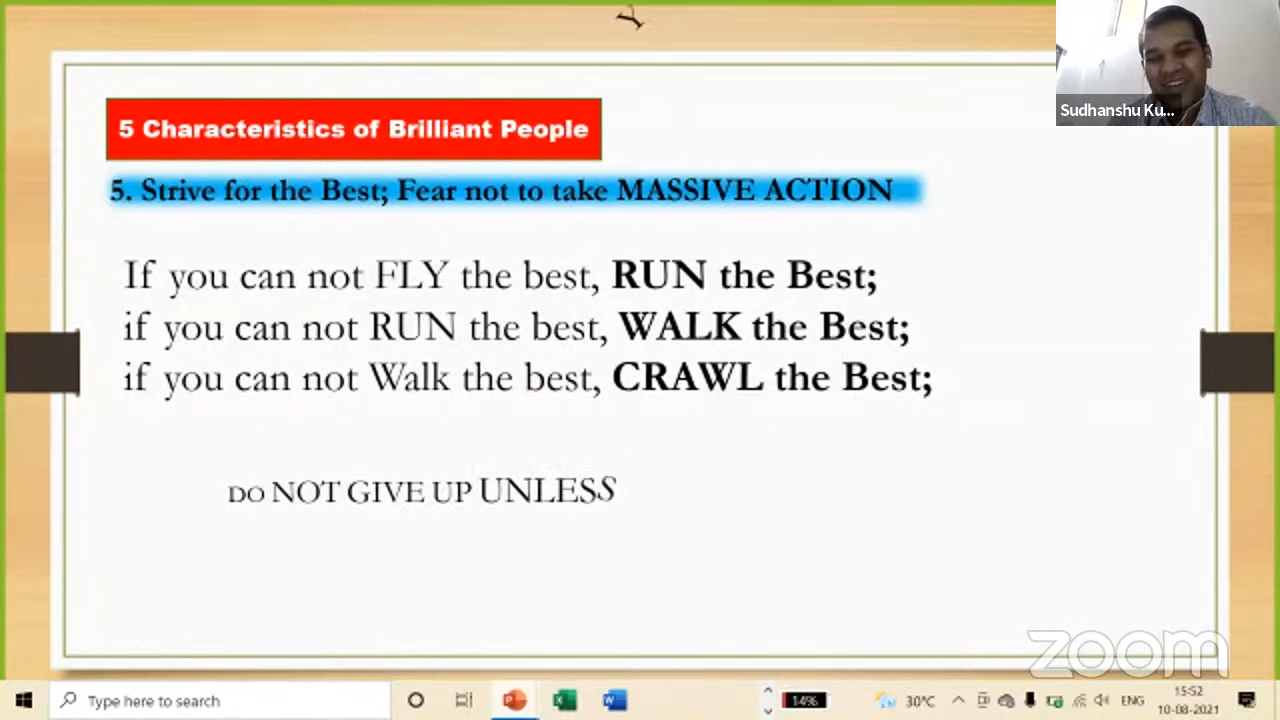 Y
Sudhanshu Ku...
5 Characteristics of Brilliant People
5. Strive for the Best; Fear not to take MASSIVE ACTION
If you can not FLY the best, RUN the Best;
if you can not RUN the best, WALK the Best;
if you can not Walk the best, CRAWL the Best;
DO NOT GIVE UP UNLESS
zoom
Type here to search
14%
30°C
ENG
15:52
10-08-2021